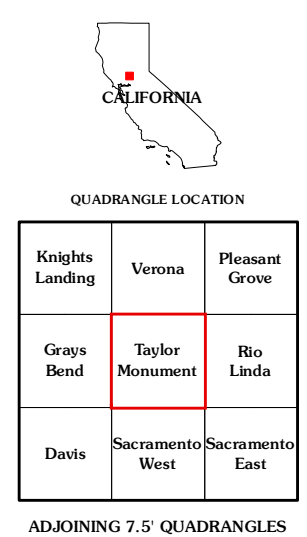 CALIFORNIA
QUADRANGLE LOCATION
Knights
Landing
Verona
Pleasant
Grove
Grays
Bend
Taylor
Monument
Rio
Linda
Davis
Sacramento
West
Sacramento
East
ADJOINING 7.5' QUADRANGLES